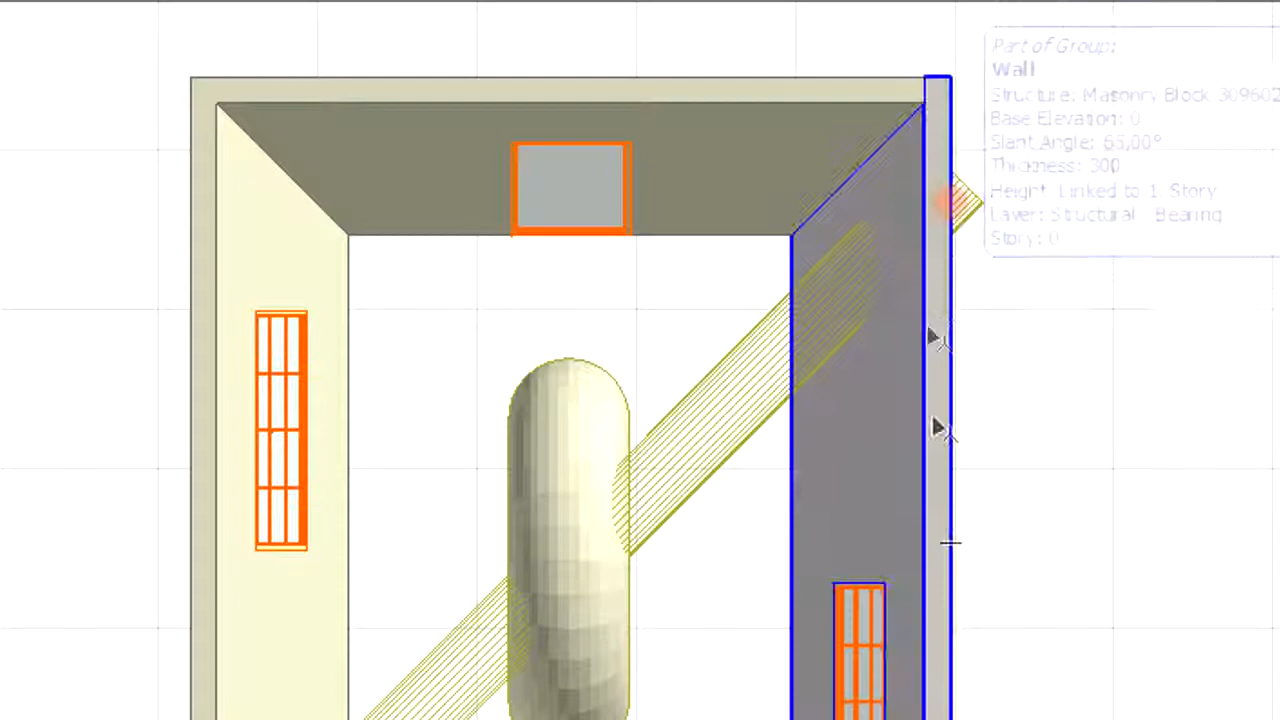 Part of Group:
Wall
Structure: Masonry Block 309602
Base Elevation: 0
Slant Angle: 65,00°
Thickness: 300
Height: Linked to 1. Story
Layer: Structural - Bearing
Story: 0